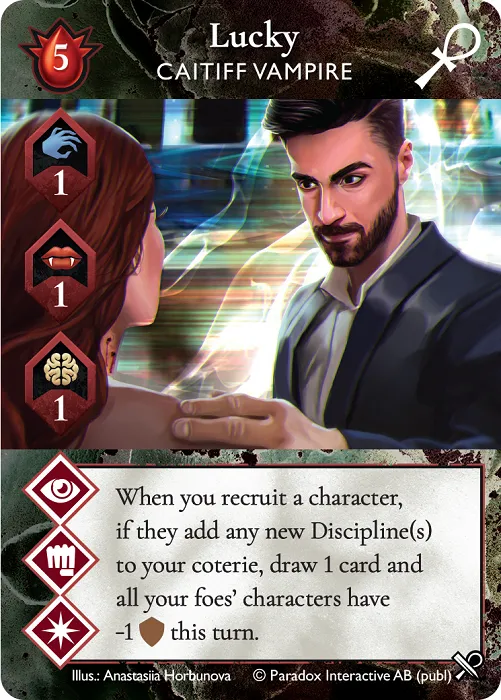 5
Lucky
CAITIFF VAMPIRE
1
1
1
When you recruit a character,
if they add any new Discipline(s)
to your coterie, draw 1 card and
all your foes' characters have
-1 this turn.
Illus.: Anastasiia Horbunova © Paradox Interactive AB (publ)